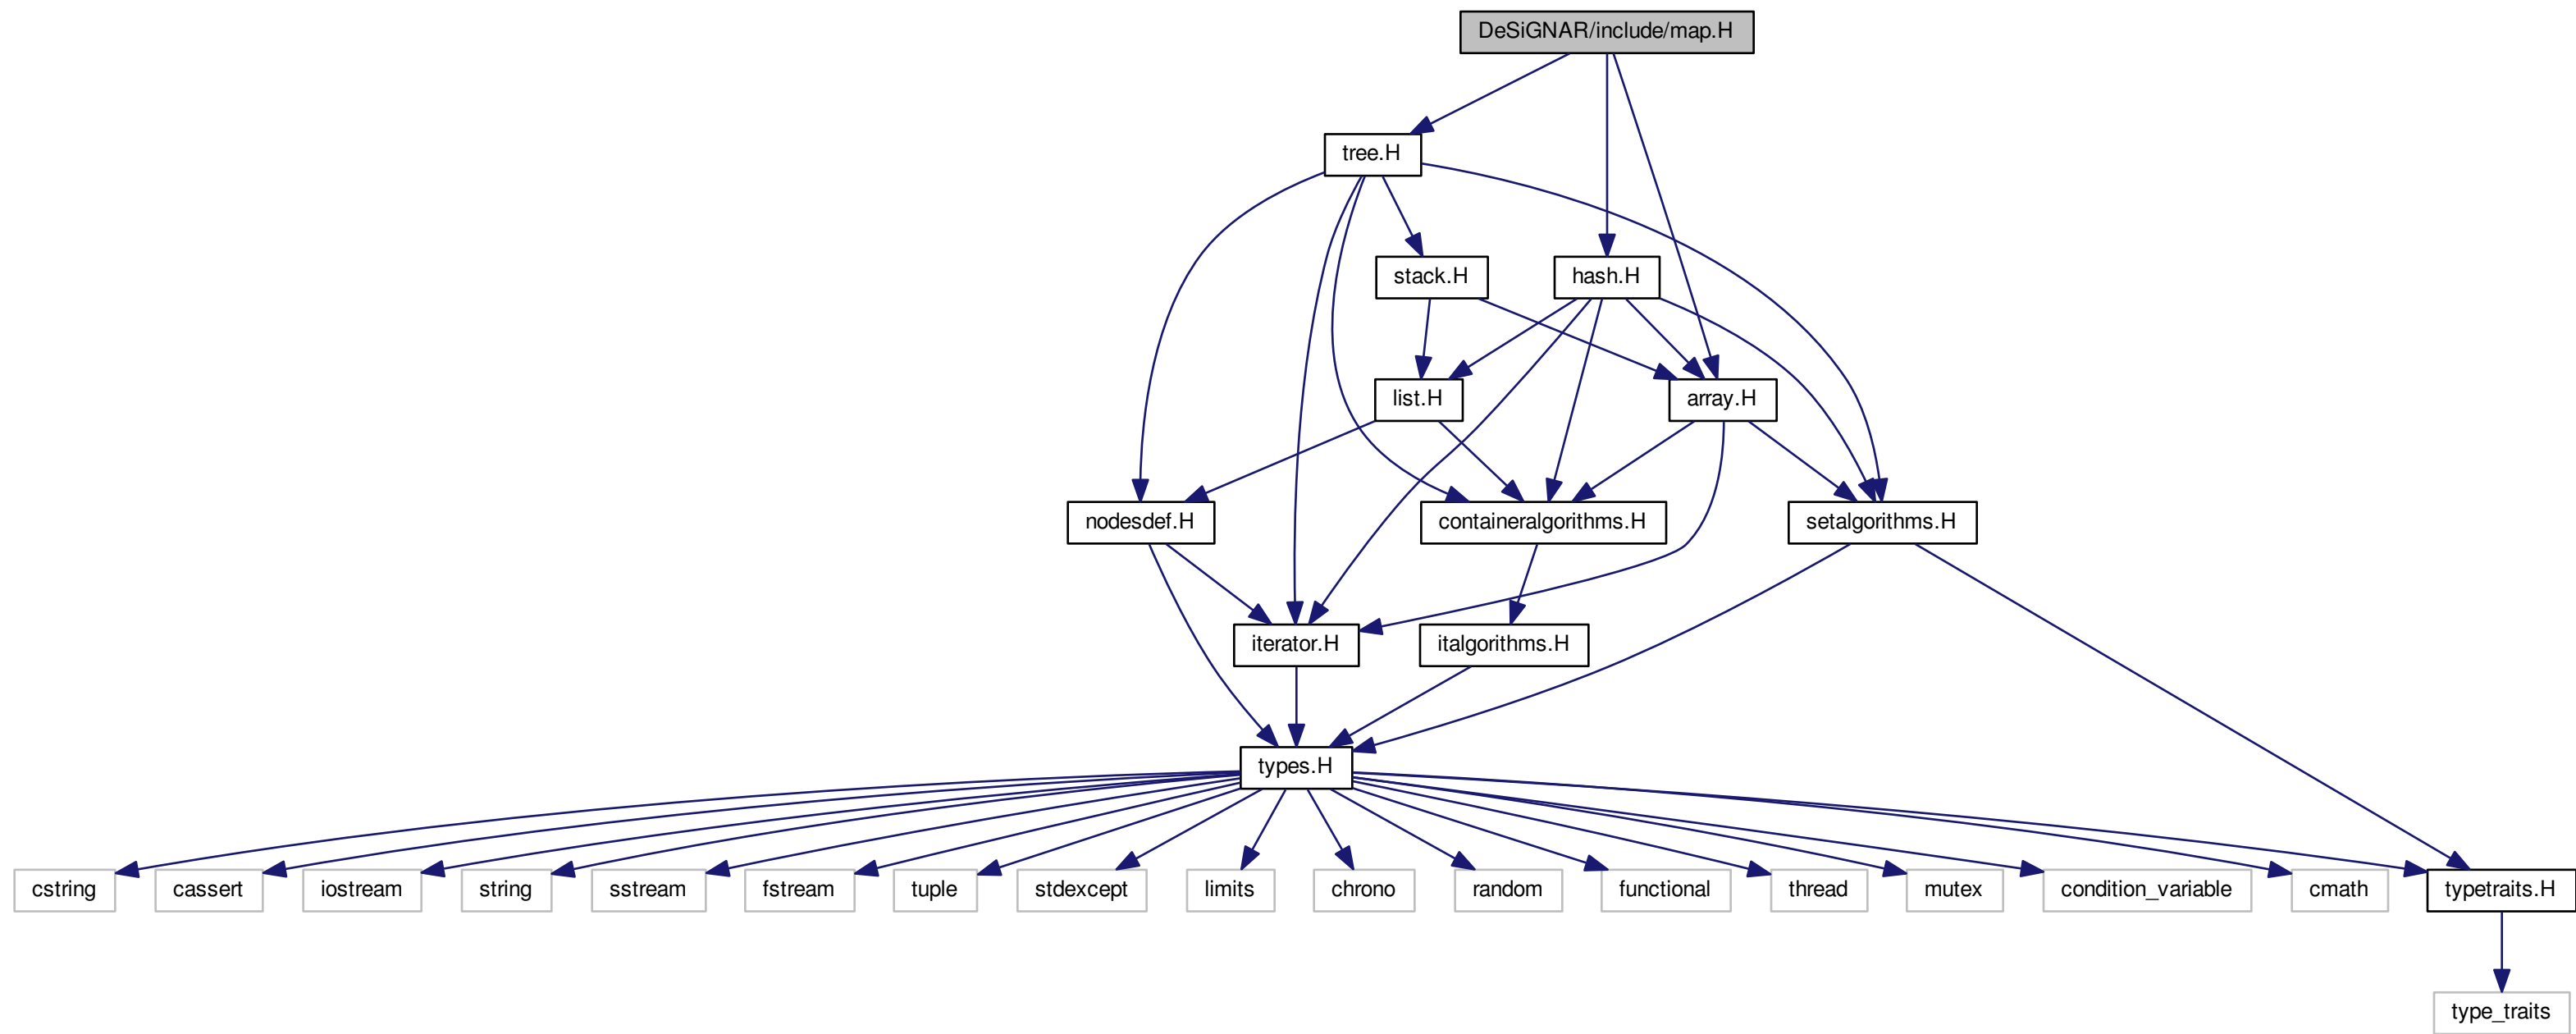 DeSiGNAR/include/map.H
tree.H
stack.H
hash.H
list.H
array.H
nodesdef.H
containeralgorithms.H
setalgorithms.H
iterator.H
italgorithms.H
types.H
cstring
cassert
iostream
string
sstream
fstream
tuple
stdexcept
limits
chrono
random
functional
thread
mutex
condition_variable
cmath
typetraits.H
type_traits